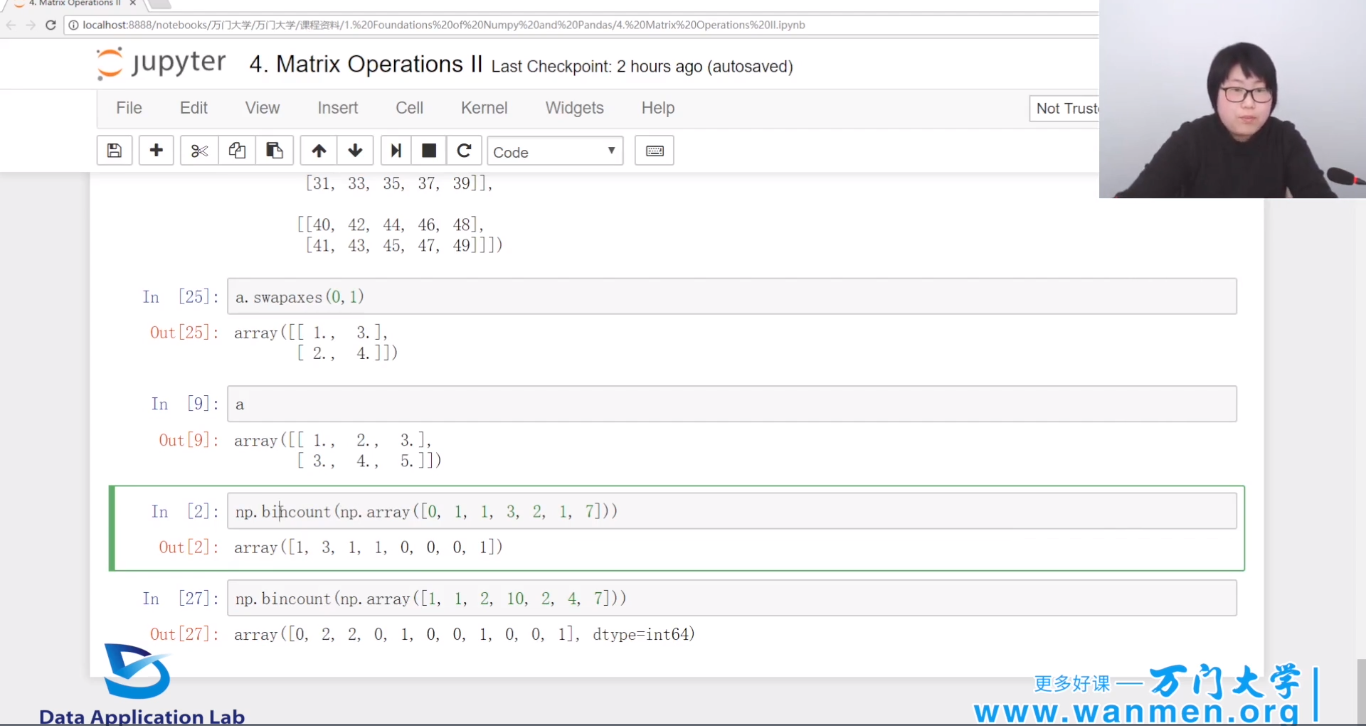 4. Matrix Operations II
localhost:8888/notebooks/万门大学/万门大学/课程资料/1.%20Foundations%20of%20Numpy%20and%20Pandas/4.%20Matrix%20Operations%20II.ipynb
jupyter 4. Matrix Operations II Last Checkpoint: 2 hours ago (autosaved)
File Edit View Insert Cell Kernel Widgets Help Not Trust
Code
[31, 33, 35, 37, 39]],
[[40, 42, 44, 46, 48],
[41, 43, 45, 47, 49]]])
In [25]: a.swapaxes(0,1)
Out[25]: array([[ 1., 3.],
[ 2., 4.]])
In [9]: a
Out[9]: array([[ 1., 2., 3.],
[ 3., 4., 5.]])
In [2]: np.bincount(np.array([0, 1, 1, 3, 2, 1, 7]))
Out[2]: array([1, 3, 1, 1, 0, 0, 0, 1])
In [27]: np.bincount(np.array([1, 1, 2, 10, 2, 4, 7]))
Out[27]: array([0, 2, 2, 0, 1, 0, 0, 1, 0, 0, 1], dtype=int64)
Data Application Lab
更多好课 — 万门大学
www.wanmen.org